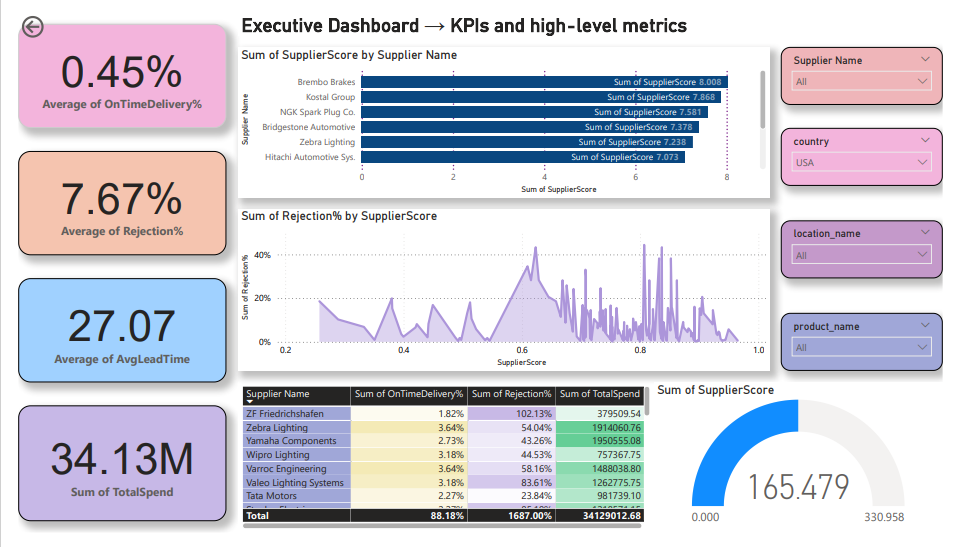 Executive Dashboard → KPIs and high-level metrics
0.45%
Average of OnTimeDelivery%
7.67%
Average of Rejection%
27.07
Average of AvgLeadTime
34.13M
Sum of TotalSpend
Sum of SupplierScore by Supplier Name
Supplier Name
Brembo Brakes Sum of SupplierScore 8.008
Kostal Group Sum of SupplierScore 7.868
NGK Spark Plug Co. Sum of SupplierScore 7.581
Bridgestone Automotive Sum of SupplierScore 7.378
Zebra Lighting Sum of SupplierScore 7.238
Hitachi Automotive Sys. Sum of SupplierScore 7.073
0 2 4 6 8
Sum of SupplierScore
Sum of Rejection% by SupplierScore
Sum of Rejection%
40%
20%
0%
0.2 0.4 0.6 0.8 1.0
SupplierScore
Supplier Name Sum of OnTimeDelivery% Sum of Rejection% Sum of TotalSpend
ZF Friedrichshafen 1.82% 102.13% 379509.54
Zebra Lighting 3.64% 54.04% 1914060.76
Yamaha Components 2.73% 43.26% 1950555.08
Wipro Lighting 3.18% 44.53% 757367.75
Varroc Engineering 3.64% 58.16% 1488038.80
Valeo Lighting Systems 3.18% 83.61% 1262775.75
Tata Motors 2.27% 23.84% 981739.10
Total 88.18% 1687.00% 34129012.68
Supplier Name
All
country
USA
location_name
All
product_name
All
Sum of SupplierScore
165.479
0.000 330.958